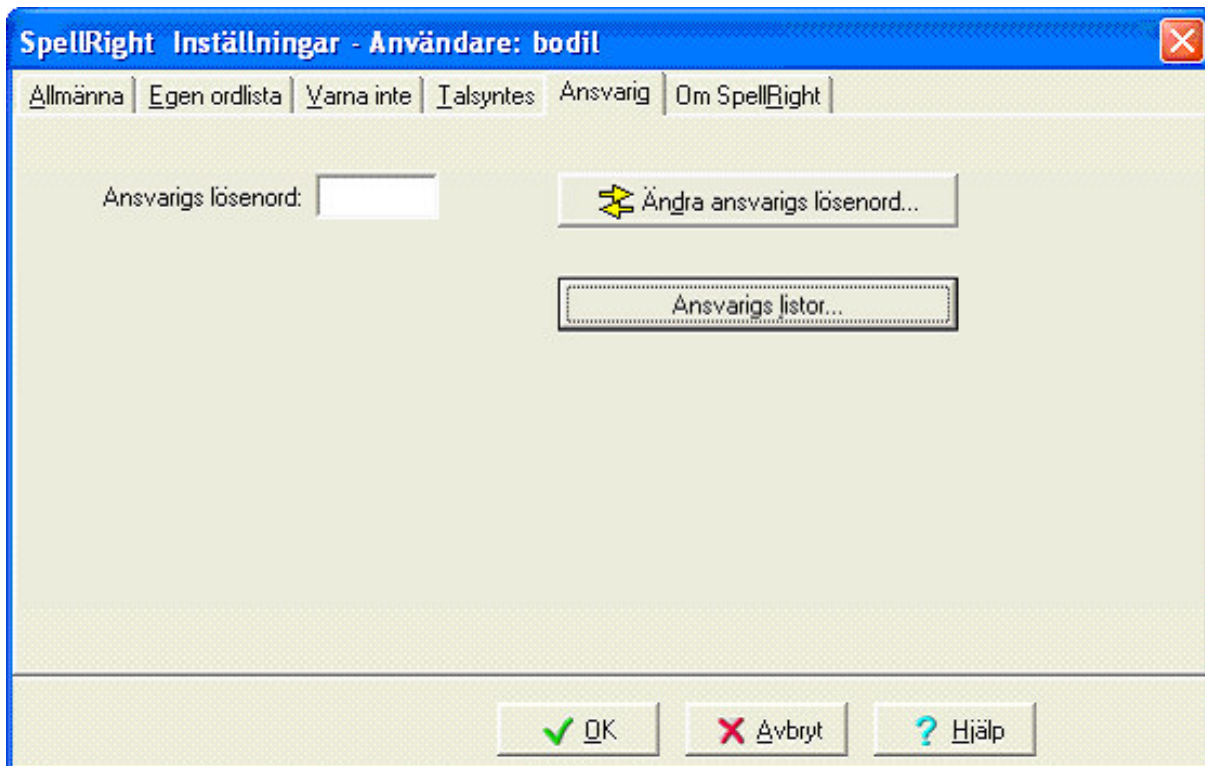 SpellRight Inställningar - Användare: bodil
Allmänna Egen ordlista Varna inte Talsyntes Ansvarig Om SpellRight
Ansvarigs lösenord: Ändra ansvarigs lösenord...
Ansvarigs listor...
OK Avbryt Hjälp